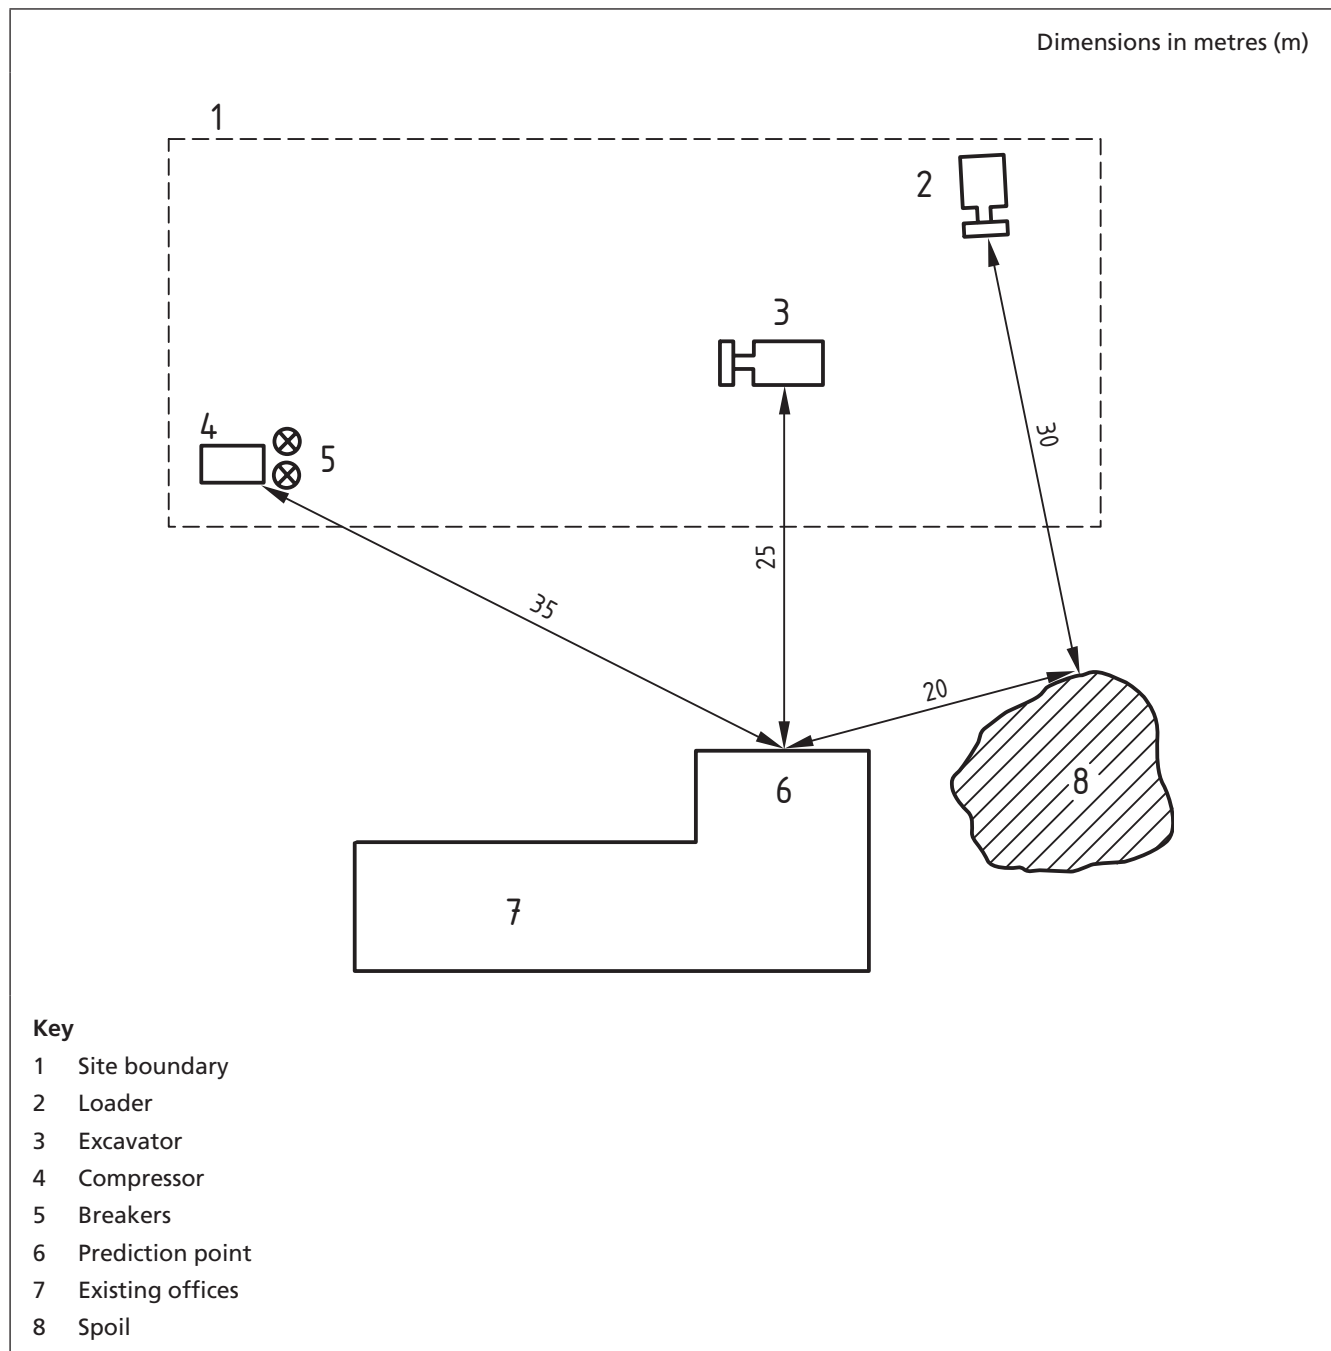 Dimensions in metres (m)
1
2
3
4
5
30
25
35
20
6
8
7
Key
1 Site boundary
2 Loader
3 Excavator
4 Compressor
5 Breakers
6 Prediction point
7 Existing offices
8 Spoil